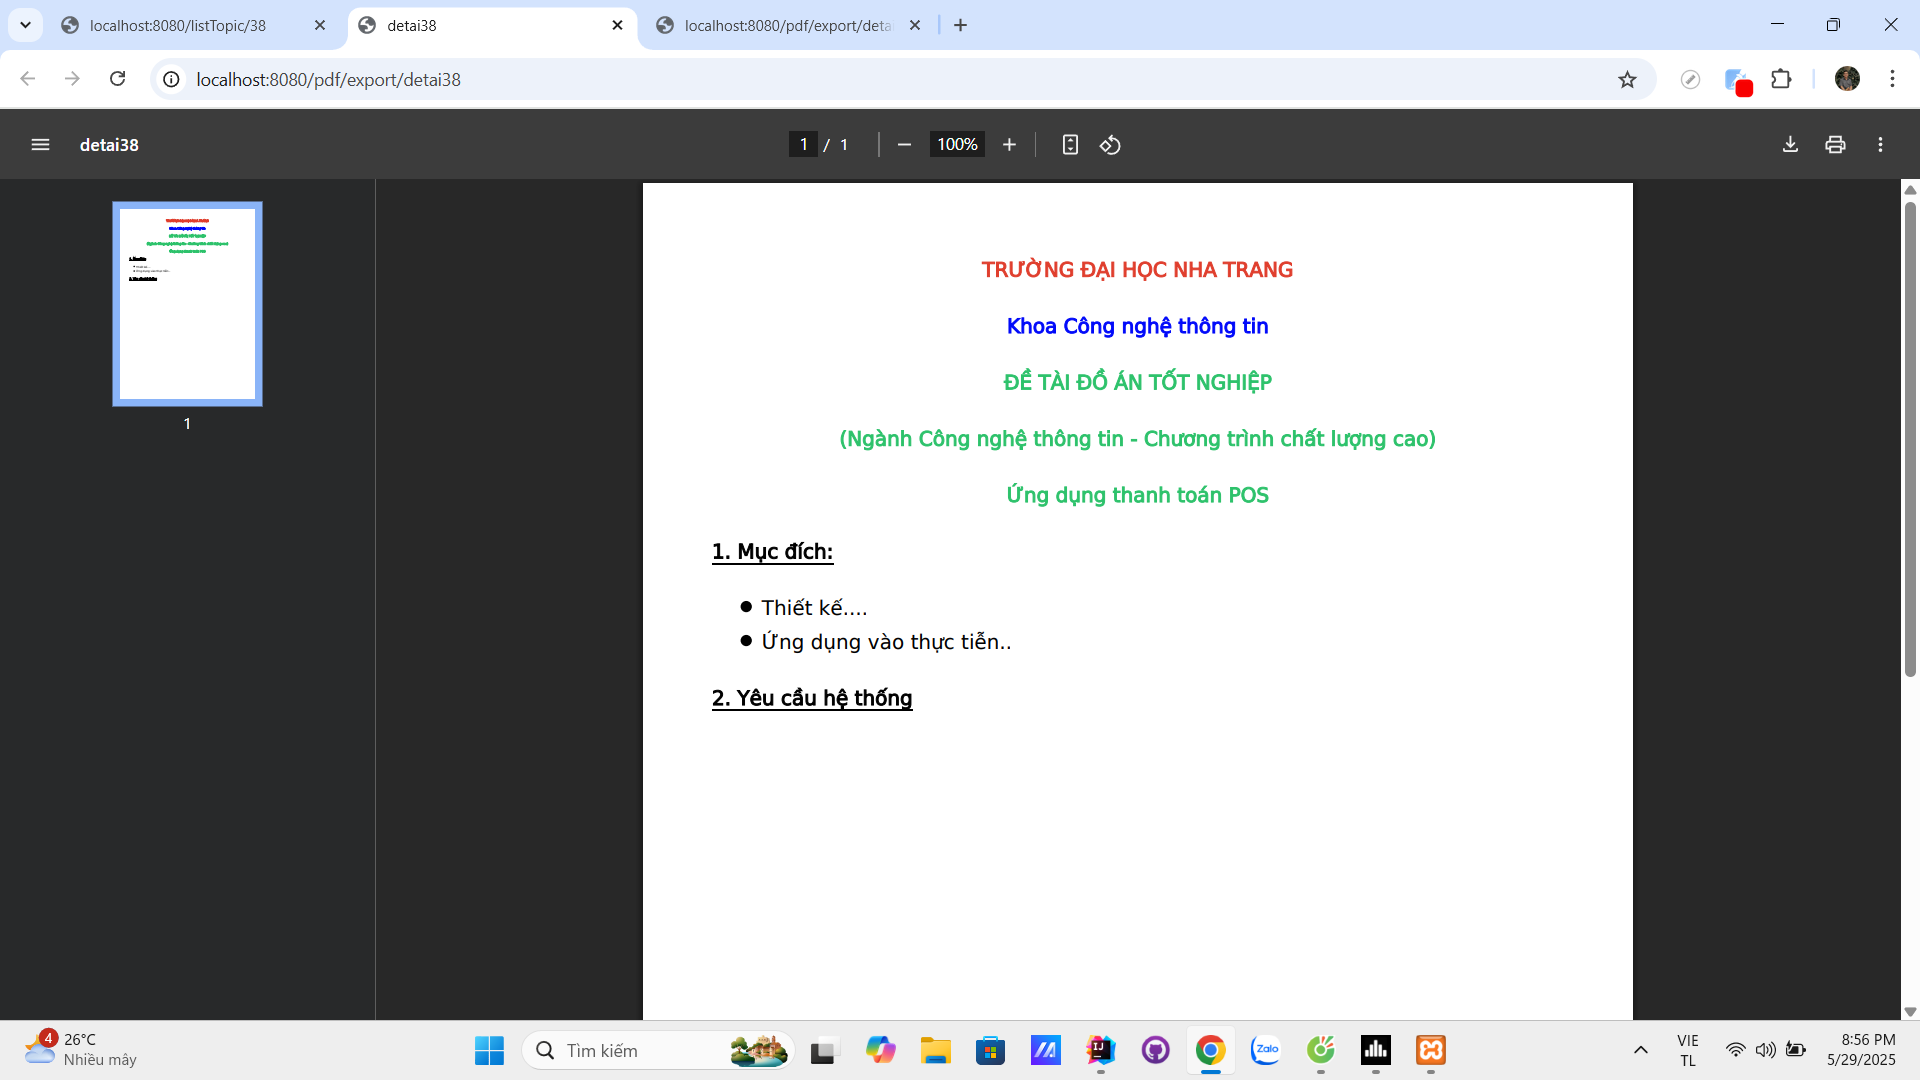 localhost:8080/listTopic/38
detai38
localhost:8080/pdf/export/detai
localhost:8080/pdf/export/detai38
detai38
1 / 1
100%
1
TRƯỜNG ĐẠI HỌC NHA TRANG
Khoa Công nghệ thông tin
ĐỀ TÀI ĐỒ ÁN TỐT NGHIỆP
(Ngành Công nghệ thông tin - Chương trình chất lượng cao)
Ứng dụng thanh toán POS
1. Mục đích:
● Thiết kế....
● Ứng dụng vào thực tiễn..
2. Yêu cầu hệ thống
4
26°C
Nhiều mây
Tìm kiếm
IJ
Zalo
VIE
TL
8:56 PM
5/29/2025